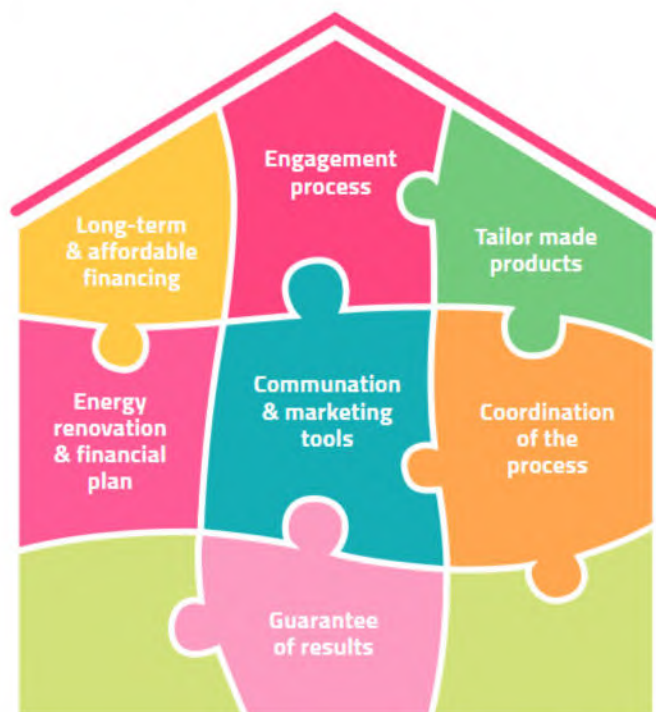 Engagement
process
Long-term
& affordable
financing
Tailor made
products
Energy
renovation
& financial
plan
Communation
& marketing
tools
Coordination
of the
process
Guarantee
of results